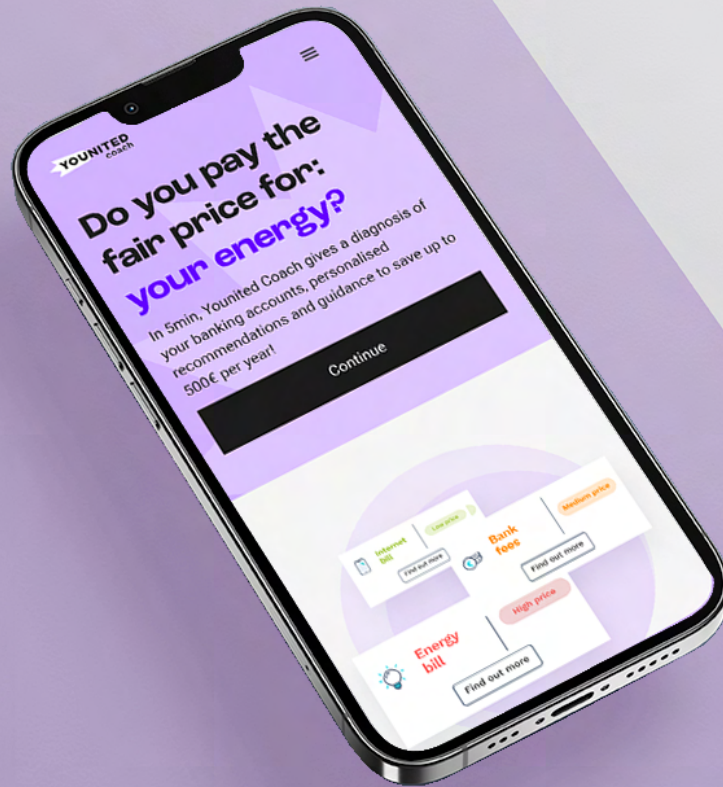 YOUNITED
coach
Do you pay the
fair price for:
your energy?
In 5min, Younited Coach gives a diagnosis of
your banking accounts, personalised
recommendations and guidance to save up to
500€ per year!
Continue
Internet
bill
Low price
Find out more
Bank
fees
Medium price
Find out more
Energy
bill
High price
Find out more